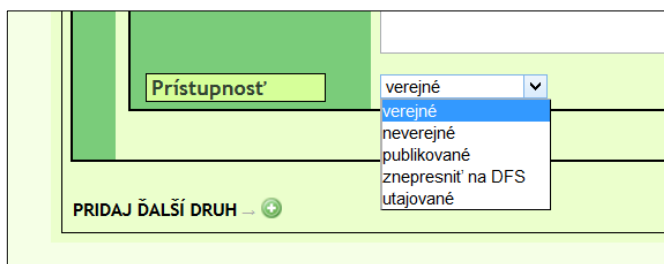 Prístupnosť verejné
verejné
neverejné
publikované
znepresniť na DFS
utajované
PRIDAJ ĎALŠÍ DRUH →